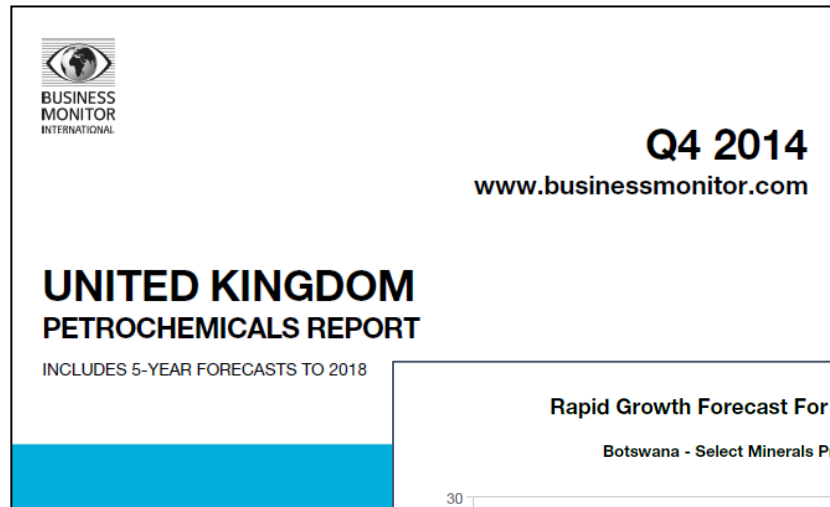 BUSINESS
MONITOR
INTERNATIONAL
Q4 2014
www.businessmonitor.com
UNITED KINGDOM
PETROCHEMICALS REPORT
INCLUDES 5-YEAR FORECASTS TO 2018
Rapid Growth Forecast For
Botswana - Select Minerals
30